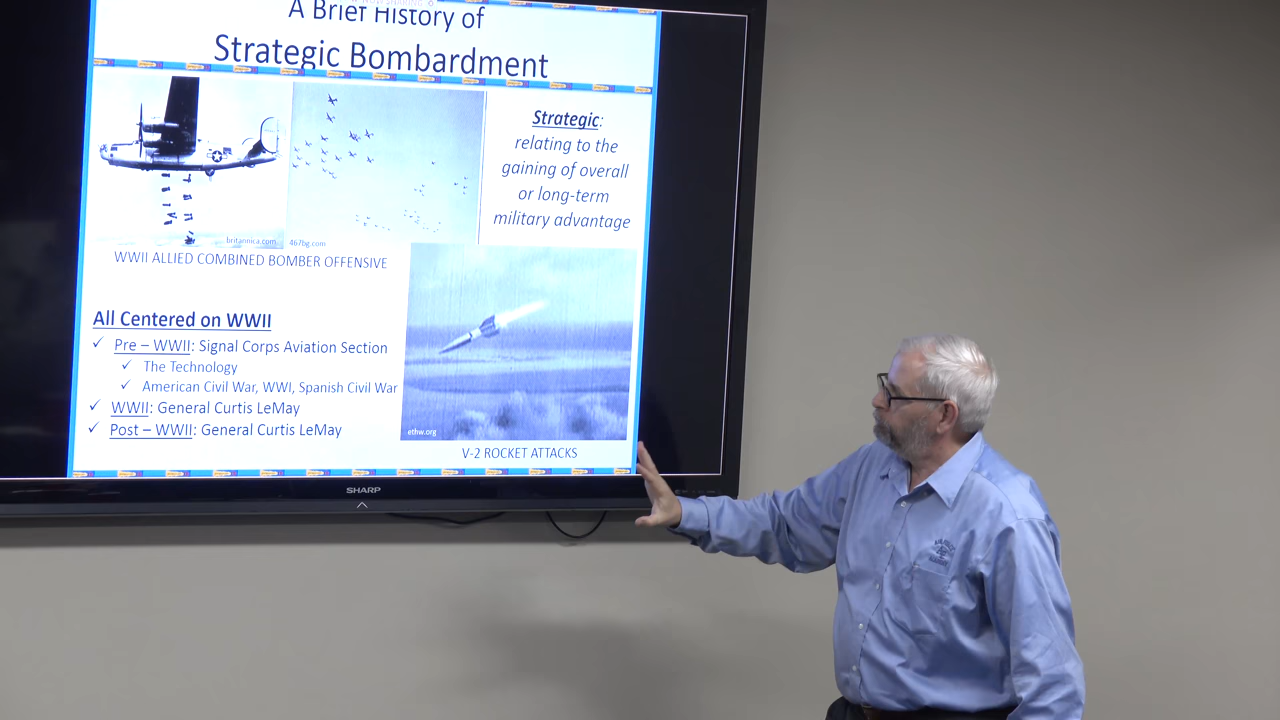 A Brief History of
Strategic Bombardment
Strategic:
relating to the
gaining of overall
or long-term
military advantage
britannica.com
467bg.com
WWII ALLIED COMBINED BOMBER OFFENSIVE
All Centered on WWII
✓ Pre – WWII: Signal Corps Aviation Section
✓ The Technology
✓ American Civil War, WWI, Spanish Civil War
✓ WWII: General Curtis LeMay
✓ Post – WWII: General Curtis LeMay
ethw.org
V-2 ROCKET ATTACKS
SHARP